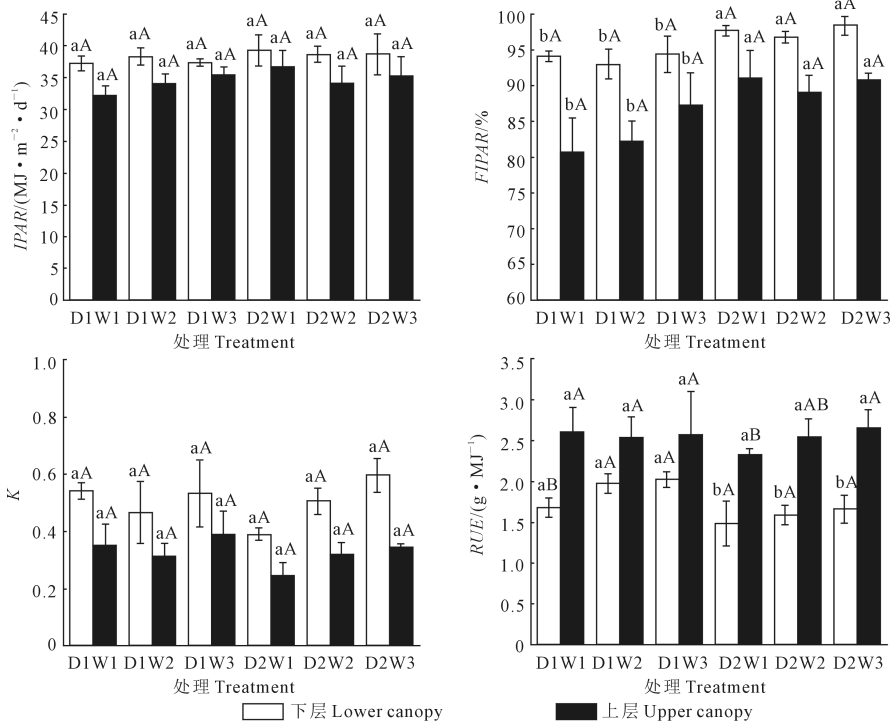 45
40
35
30
25
20
15
10
5
0
IPAR/(MJ·m⁻²·d⁻¹)
aA aA aA aA aA aA aA aA aA aA aA aA
D1W1 D1W2 D1W3 D2W1 D2W2 D2W3
处理 Treatment
100
95
90
85
80
75
70
65
60
FIPAR/%
bA bA bA bA bA bA aA aA aA aA aA aA
D1W1 D1W2 D1W3 D2W1 D2W2 D2W3
处理 Treatment
1.0
0.8
0.6
0.4
0.2
0
K
aA aA aA aA aA aA aA aA aA aA aA aA
D1W1 D1W2 D1W3 D2W1 D2W2 D2W3
处理 Treatment
3.5
3.0
2.5
2.0
1.5
1.0
0.5
0
RUE/(g·MJ⁻¹)
aB aA aA aA aA aA bA aB bA aAB bA aA
D1W1 D1W2 D1W3 D2W1 D2W2 D2W3
处理 Treatment
下层 Lower canopy
上层 Upper canopy